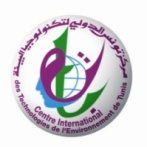 مركز تونس الدولي لتكنولوجيا البيئة
Centre International
des Technologies de l'Environnement de Tunis